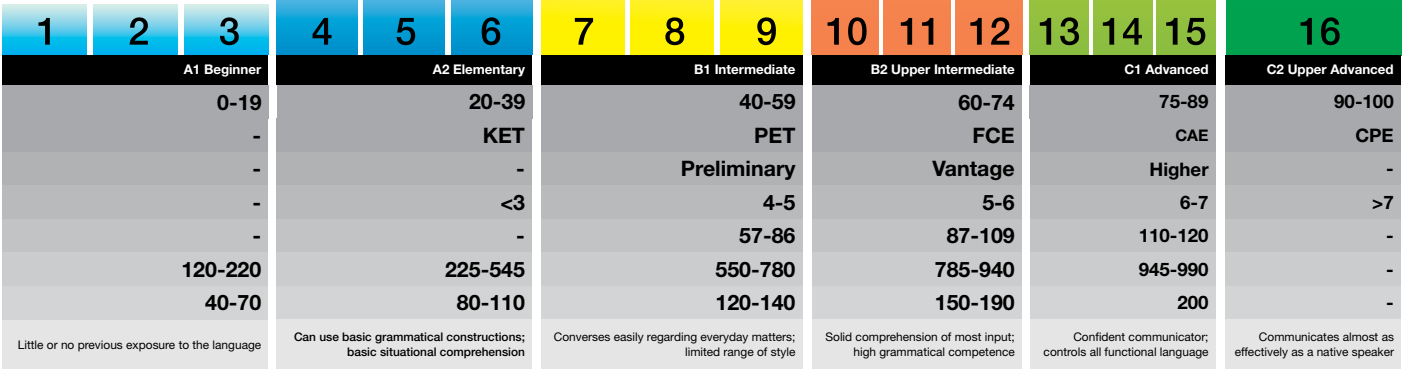 1 2 3 4 5 6 7 8 9 10 11 12 13 14 15 16
A1 Beginner A2 Elementary B1 Intermediate B2 Upper Intermediate C1 Advanced C2 Upper Advanced
0-19 20-39 40-59 60-74 75-89 90-100
- KET PET FCE CAE CPE
- - Preliminary Vantage Higher -
- <3 4-5 5-6 6-7 >7
- - 57-86 87-109 110-120 -
120-220 225-545 550-780 785-940 945-990 -
40-70 80-110 120-140 150-190 200 -
Little or no previous exposure to the language
Can use basic grammatical constructions;
basic situational comprehension
Converses easily regarding everyday matters;
limited range of style
Solid comprehension of most input;
high grammatical competence
Confident communicator;
controls all functional language
Communicates almost as
effectively as a native speaker